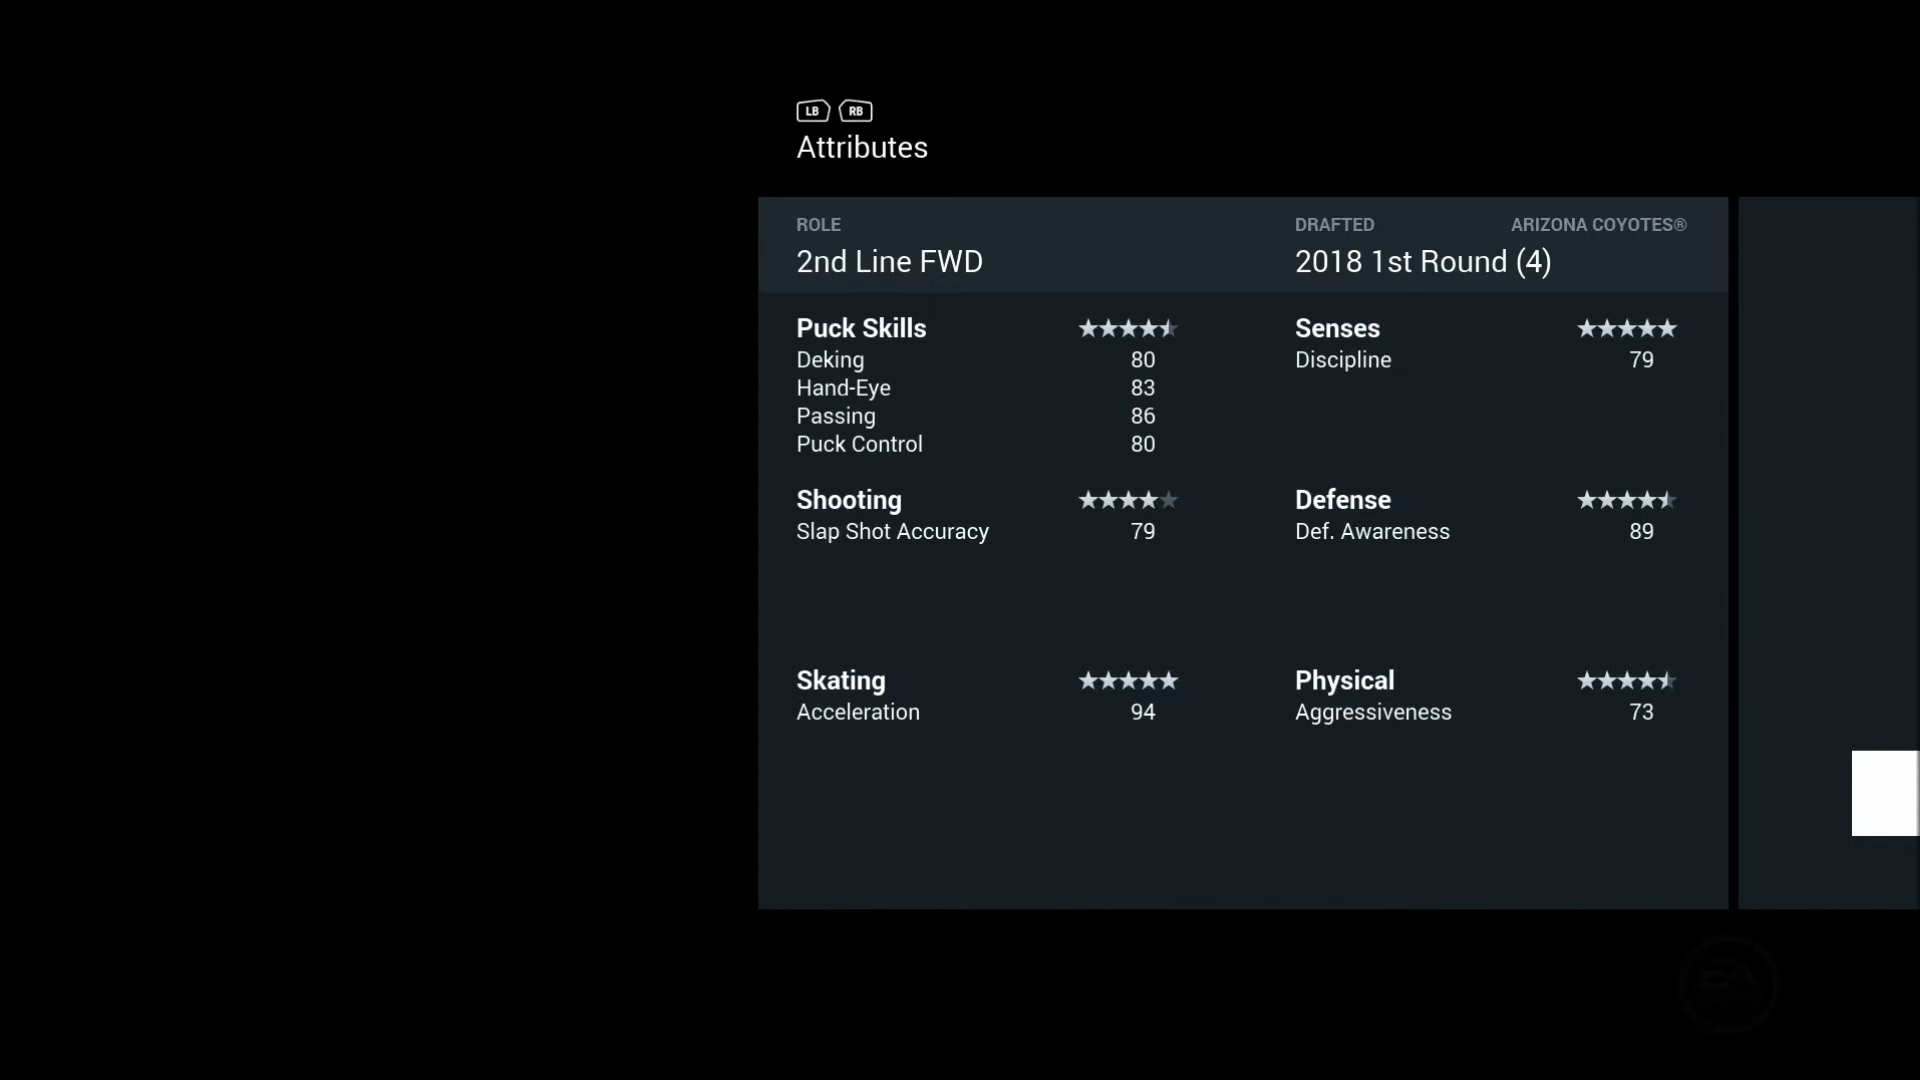 LB RB
Attributes
ROLE
2nd Line FWD
DRAFTED ARIZONA COYOTES®
2018 1st Round (4)
Puck Skills
Deking 80
Hand-Eye 83
Passing 86
Puck Control 80
Senses
Discipline 79
Shooting
Slap Shot Accuracy 79
Defense
Def. Awareness 89
Skating
Acceleration 94
Physical
Aggressiveness 73
EA